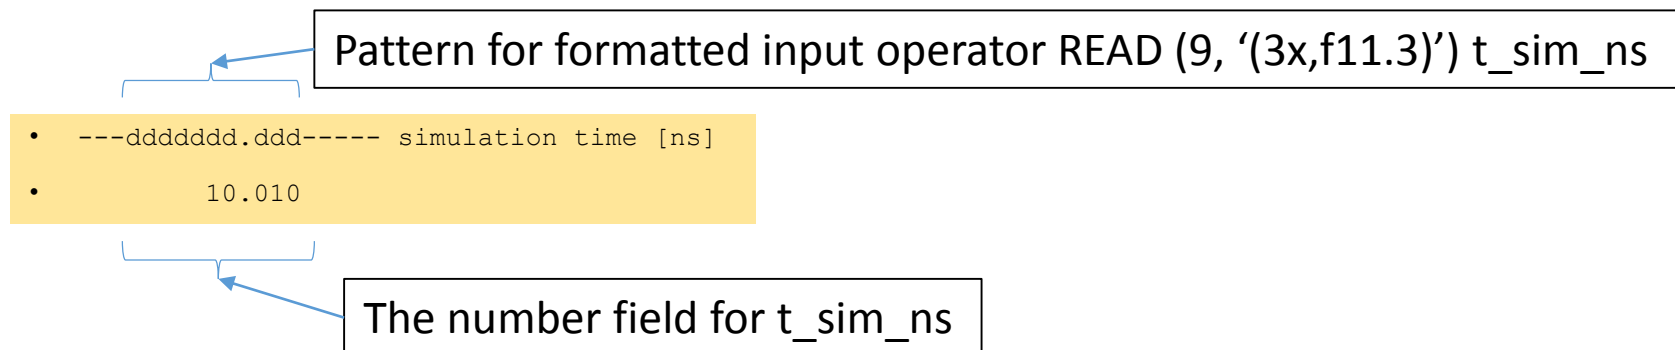 Pattern for formatted input operator READ (9, ‘(3x,f11.3)’) t_sim_ns
• ---ddddddd.ddd----- simulation time [ns]
• 10.010
The number field for t_sim_ns